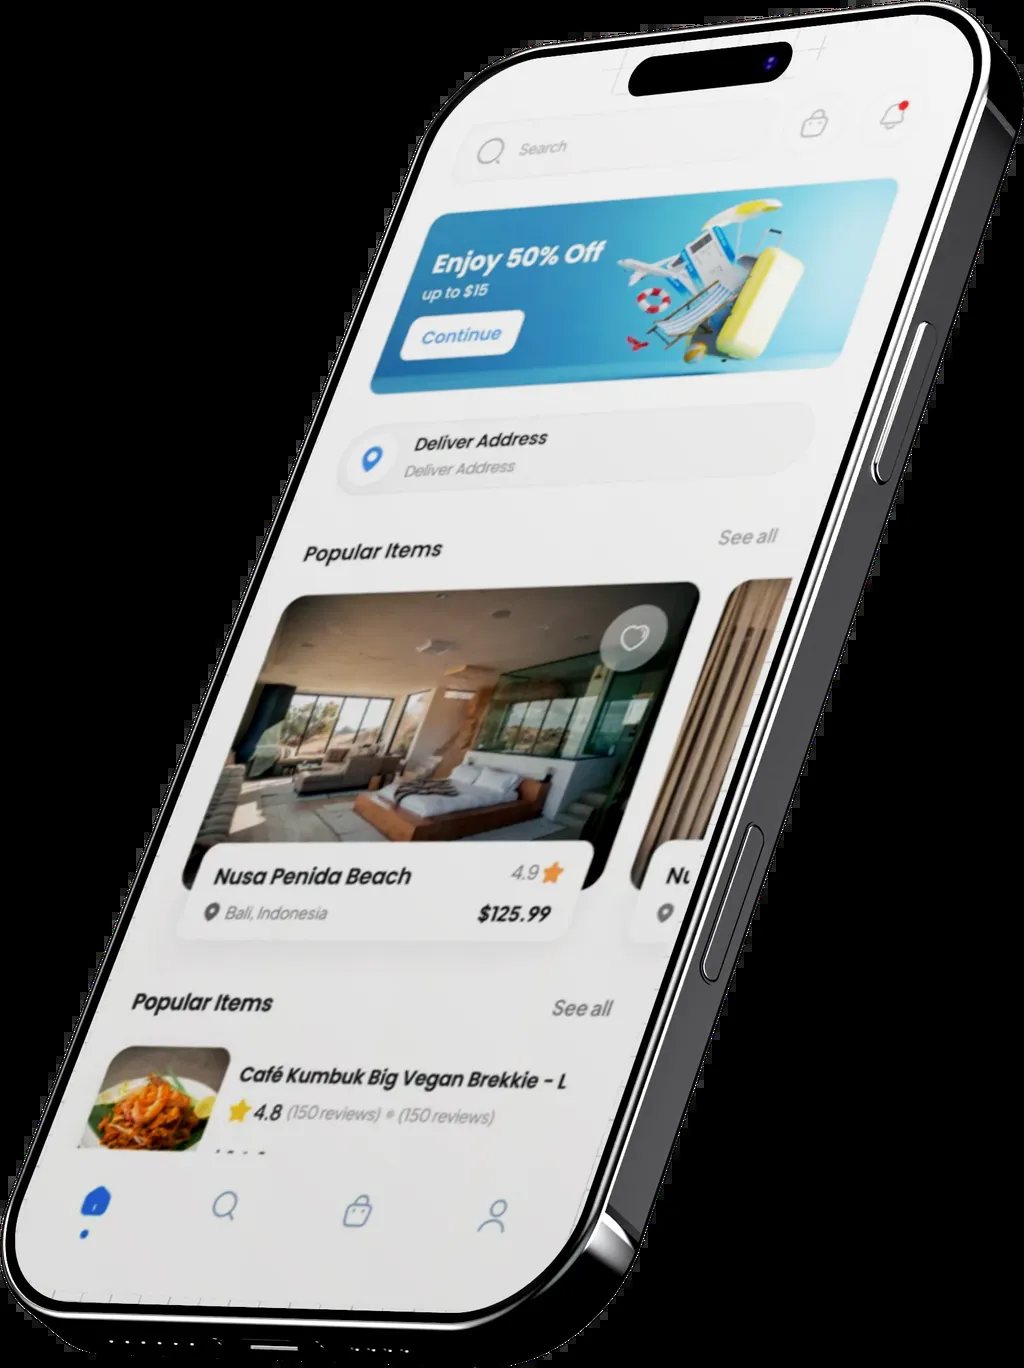 Search
Enjoy 50% Off
up to $15
Continue
Deliver Address
Deliver Address
Popular Items
See all
Nusa Penida Beach
4.9
Bali, Indonesia
$125.99
Popular Items
See all
Café Kumbuk Big Vegan Brekkie - L
4.8 (150 reviews) (150 reviews)